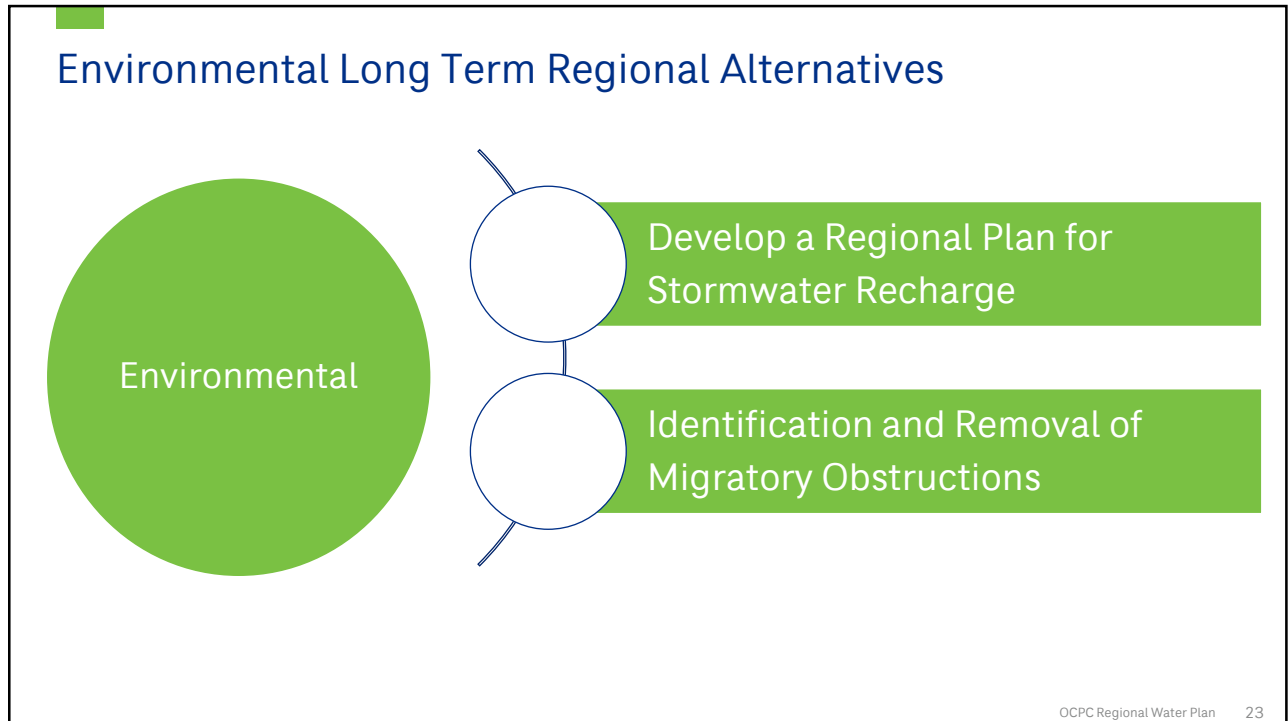 Environmental Long Term Regional Alternatives
Environmental
Develop a Regional Plan for
Stormwater Recharge
Identification and Removal of
Migratory Obstructions
OCPC Regional Water Plan 23